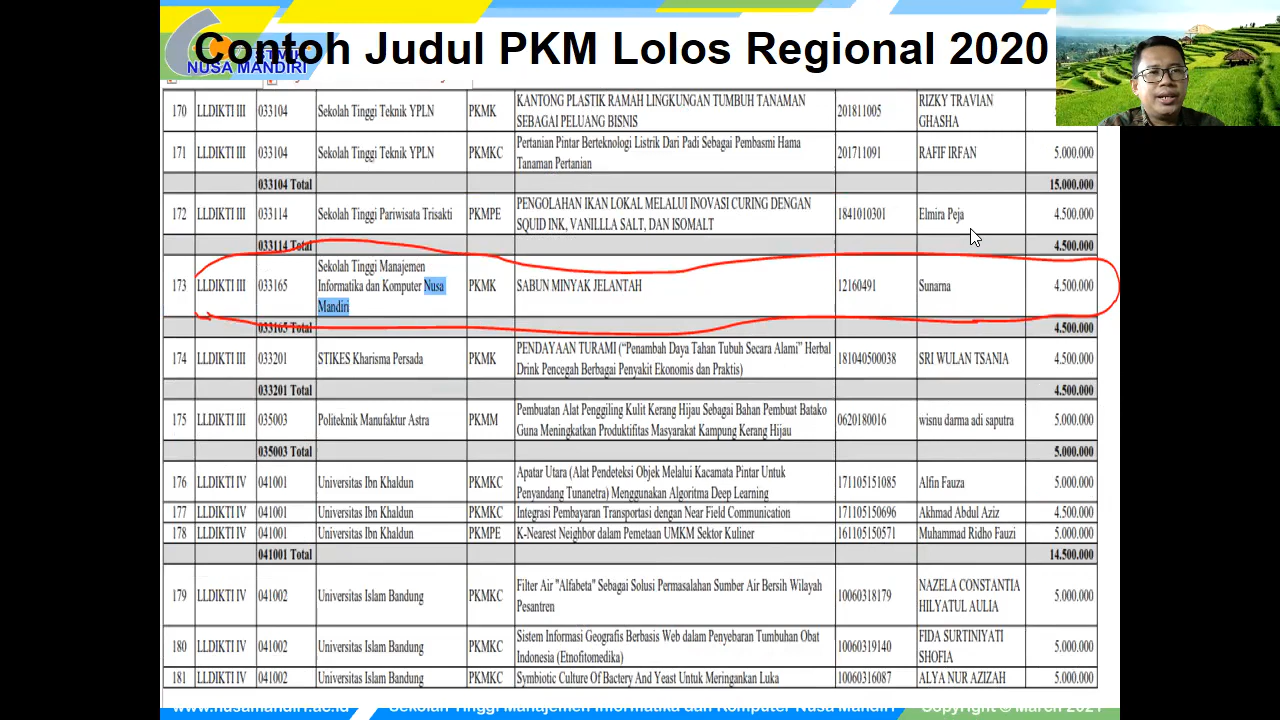 Contoh Judul PKM Lolos Regional 2020
STMIK
NUSA MANDIRI
170 LLDIKTI III 033104 Sekolah Tinggi Teknik YPLN PKMK KANTONG PLASTIK RAMAH LINGKUNGAN TUMBUH TANAMAN SEBAGAI PELUANG BISNIS 201811005 RIZKY TRAVIAN GHASHA
171 LLDIKTI III 033104 Sekolah Tinggi Teknik YPLN PKMKC Pertanian Pintar Berteknologi Listrik Dari Padi Sebagai Pembasmi Hama Tanaman Pertanian 201711091 RAFIF IRFAN 5.000.000
033104 Total 15.000.000
172 LLDIKTI III 033114 Sekolah Tinggi Pariwisata Trisakti PKMPE PENGOLAHAN IKAN LOKAL MELALUI INOVASI CURING DENGAN SQUID INK, VANILLLA SALT, DAN ISOMALT 1841010301 Elmira Peja 4.500.000
033114 Total 4.500.000
173 LLDIKTI III 033165 Sekolah Tinggi Manajemen Informatika dan Komputer Nusa Mandiri PKMK SABUN MINYAK JELANTAH 12160491 Sunarna 4.500.000
033165 Total 4.500.000
174 LLDIKTI III 033201 STIKES Kharisma Persada PKMK PENDAYAAN TURAMI (“Penambah Daya Tahan Tubuh Secara Alami” Herbal Drink Pencegah Berbagai Penyakit Ekonomis dan Praktis) 181040500038 SRI WULAN TSANIA 4.500.000
033201 Total 4.500.000
175 LLDIKTI III 035003 Politeknik Manufaktur Astra PKMM Pembuatan Alat Penggiling Kulit Kerang Hijau Sebagai Bahan Pembuat Batako Guna Meningkatkan Produktifitas Masyarakat Kampung Kerang Hijau 0620180016 wisnu darma adi saputra 5.000.000
035003 Total 5.000.000
176 LLDIKTI IV 041001 Universitas Ibn Khaldun PKMKC Apatar Utara (Alat Pendeteksi Objek Melalui Kacamata Pintar Untuk Penyandang Tunanetra) Menggunakan Algoritma Deep Learning 171105151085 Alfin Fauza 5.000.000
177 LLDIKTI IV 041001 Universitas Ibn Khaldun PKMKC Integrasi Pembayaran Transportasi dengan Near Field Communication 171105150696 Akhmad Abdul Aziz 4.500.000
178 LLDIKTI IV 041001 Universitas Ibn Khaldun PKMPE K-Nearest Neighbor dalam Pemetaan UMKM Sektor Kuliner 161105150571 Muhammad Ridho Fauzi 5.000.000
041001 Total 14.500.000
179 LLDIKTI IV 041002 Universitas Islam Bandung PKMKC Filter Air "Alfabeta" Sebagai Solusi Permasalahan Sumber Air Bersih Wilayah Pesantren 10060318179 NAZELA CONSTANTIA HILYATUL AULIA 5.000.000
180 LLDIKTI IV 041002 Universitas Islam Bandung PKMKC Sistem Informasi Geografis Berbasis Web dalam Penyebaran Tumbuhan Obat Indonesia (Etnofitomedika) 10060319140 FIDA SURTINIYATI SHOFIA 5.000.000
181 LLDIKTI IV 041002 Universitas Islam Bandung PKMKC Symbiotic Culture Of Bactery And Yeast Untuk Meringankan Luka 10060316087 ALYA NUR AZIZAH 5.000.000
www.nusamandiri.ac.id Sekolah Tinggi Manajemen Informatika dan Komputer Nusa Mandiri Copyright © March 2021